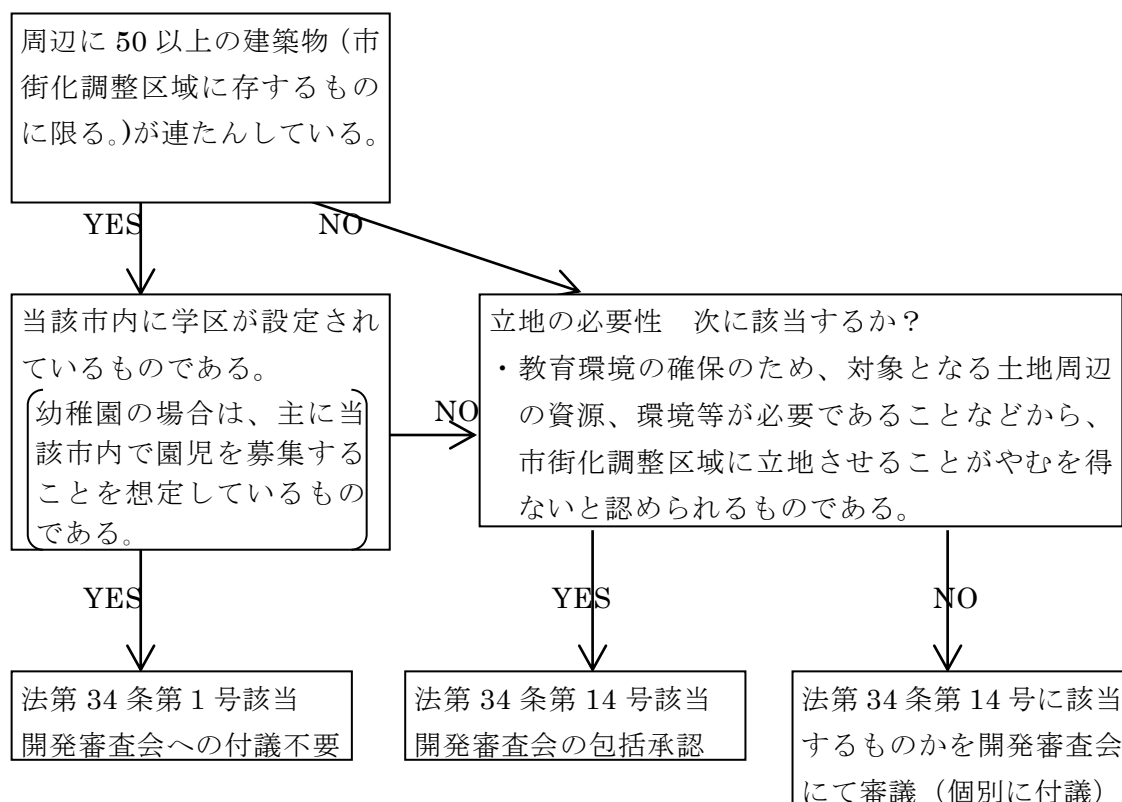 周辺に 50 以上の建築物（市
街化調整区域に存するもの
に限る。)が連たんしている。
YES
NO
当該市内に学区が設定され
ているものである。
幼稚園の場合は、主に当
該市内で園児を募集する
ことを想定しているもの
である。
NO
立地の必要性　次に該当するか？
・教育環境の確保のため、対象となる土地周辺
の資源、環境等が必要であることなどから、
市街化調整区域に立地させることがやむを得
ないと認められるものである。
YES
YES
NO
法第 34 条第 1 号該当
開発審査会への付議不要
法第 34 条第 14 号該当
開発審査会の包括承認
法第 34 条第 14 号に該当
するものかを開発審査会
にて審議（個別に付議）